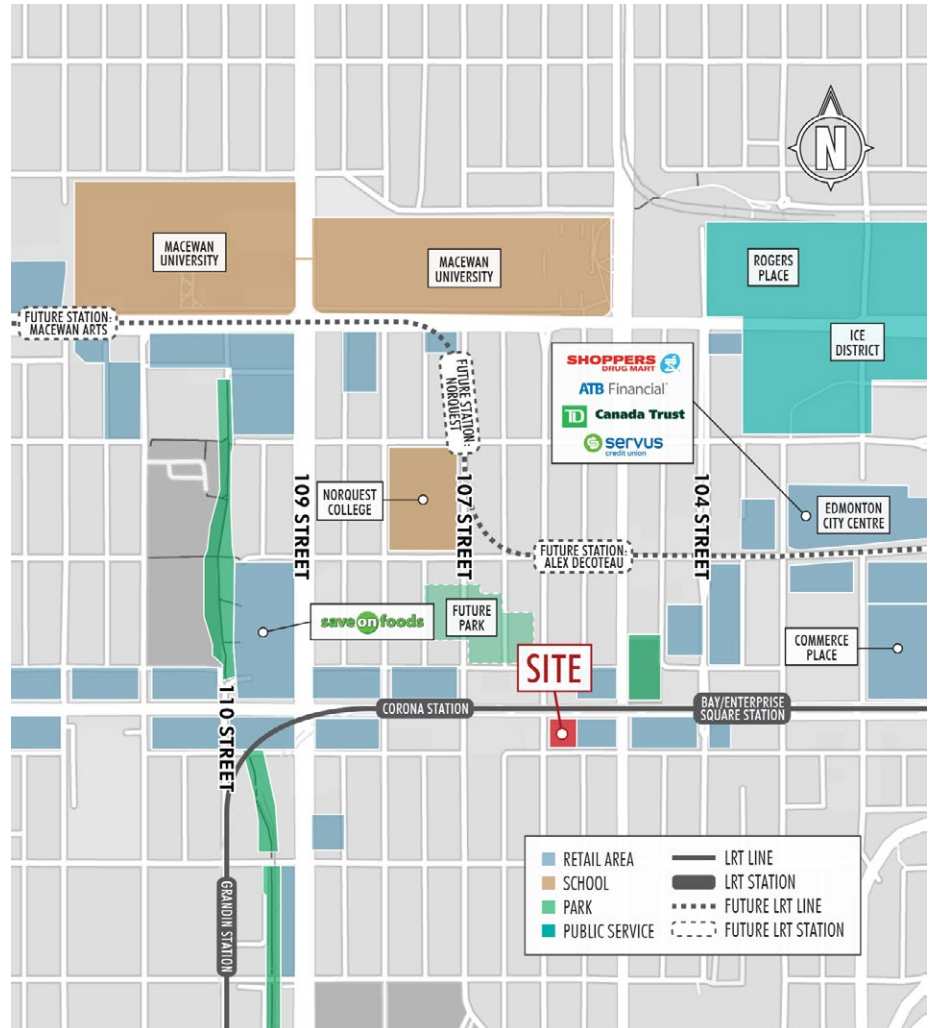 N
MACEWAN
UNIVERSITY
MACEWAN
UNIVERSITY
ROGERS
PLACE
FUTURE STATION:
MACEWAN ARTS
ICE
DISTRICT
SHOPPERS
DRUG MART
ATB Financial
TD Canada Trust
servus
credit union
FUTURE STATION:
NORQUEST
109 STREET
NORQUEST
COLLEGE
107 STREET
104 STREET
EDMONTON
CITY CENTRE
FUTURE STATION:
ALEX DECOTEAU
save on foods
FUTURE
PARK
COMMERCE
PLACE
SITE
110 STREET
CORONA STATION
BAY/ENTERPRISE
SQUARE STATION
GRANDIN STATION
RETAIL AREA
SCHOOL
PARK
PUBLIC SERVICE
LRT LINE
LRT STATION
FUTURE LRT LINE
FUTURE LRT STATION